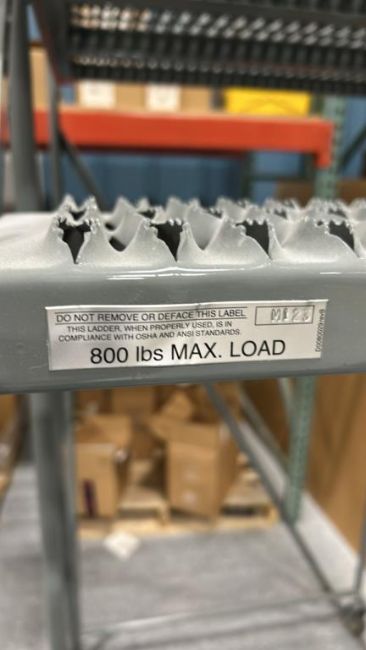 DO NOT REMOVE OR DEFACE THIS LABEL
THIS LADDER, WHEN PROPERLY USED, IS IN
COMPLIANCE WITH OSHA AND ANSI STANDARDS.
800 lbs MAX. LOAD